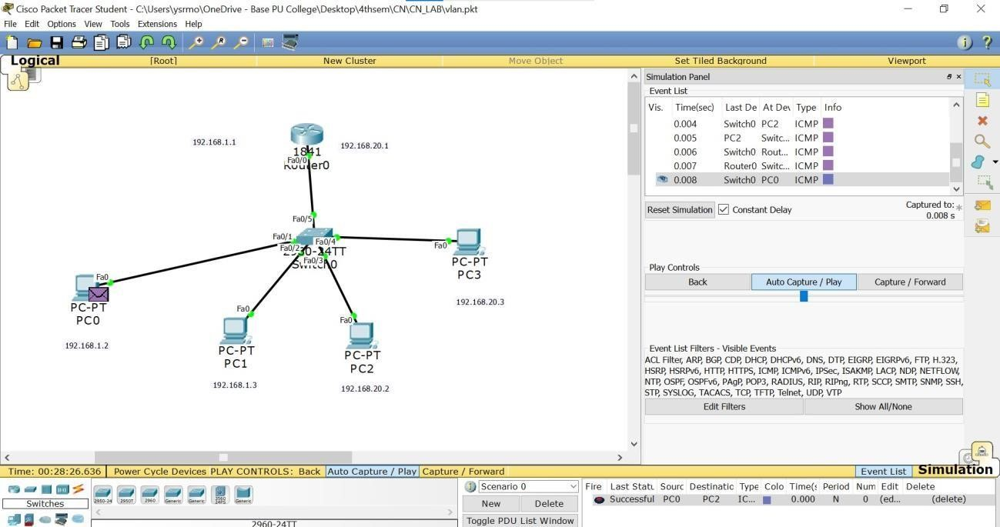 Cisco Packet Tracer Student - C:\Users\ysrmo\OneDrive - Base PU College\Desktop\4thsem\CN\CN_LAB\vlan.pkt
File Edit Options View Tools Extensions Help
Logical [Root] New Cluster Move Object Set Tiled Background Viewport
192.168.1.1
192.168.20.1
1841
Router0
Fa0/0
Fa0/5
Fa0/1
Fa0/2
Fa0/4
Fa0/3
2950-24TT
Switch0
Fa0
PC-PT
PC3
192.168.20.3
Fa0
PC-PT
PC0
192.168.1.2
Fa0
PC-PT
PC1
192.168.1.3
Fa0
PC-PT
PC2
192.168.20.2
Simulation Panel
Event List
Vis. Time(sec) Last De At Dev Type Info
0.004 Switch0 PC2 ICMP
0.005 PC2 Switc... ICMP
0.006 Switch0 Rout... ICMP
0.007 Router0 Switc... ICMP
0.008 Switch0 PC0 ICMP
Reset Simulation Constant Delay Captured to: *
0.008 s
Play Controls
Back Auto Capture / Play Capture / Forward
Event List Filters - Visible Events
ACL Filter, ARP, BGP, CDP, DHCP, DHCPv6, DNS, DTP, EIGRP, EIGRPv6, FTP, H.323,
HSRP, HSRPv6, HTTP, HTTPS, ICMP, ICMPv6, IPSec, ISAKMP, LACP, NDP, NETFLOW,
NTP, OSPF, OSPFv6, PAgP, POP3, RADIUS, RIP, RIPng, RTP, SCCP, SMTP, SNMP, SSH,
STP, SYSLOG, TACACS, TCP, TFTP, Telnet, UDP, VTP
Edit Filters Show All/None
Time: 00:28:26.636 Power Cycle Devices PLAY CONTROLS: Back Auto Capture / Play Capture / Forward Event List Simulation
Switches
2950-24 2950T 2960 Generic Generic 3560 24PS Generic
2960-24TT
Scenario 0
New Delete
Toggle PDU List Window
Fire Last Statu Sourc Destinatic Type Colo Time(s Period Num Edit Delete
Successful PC0 PC2 IC... 0.000 N 0 (ed... (delete)